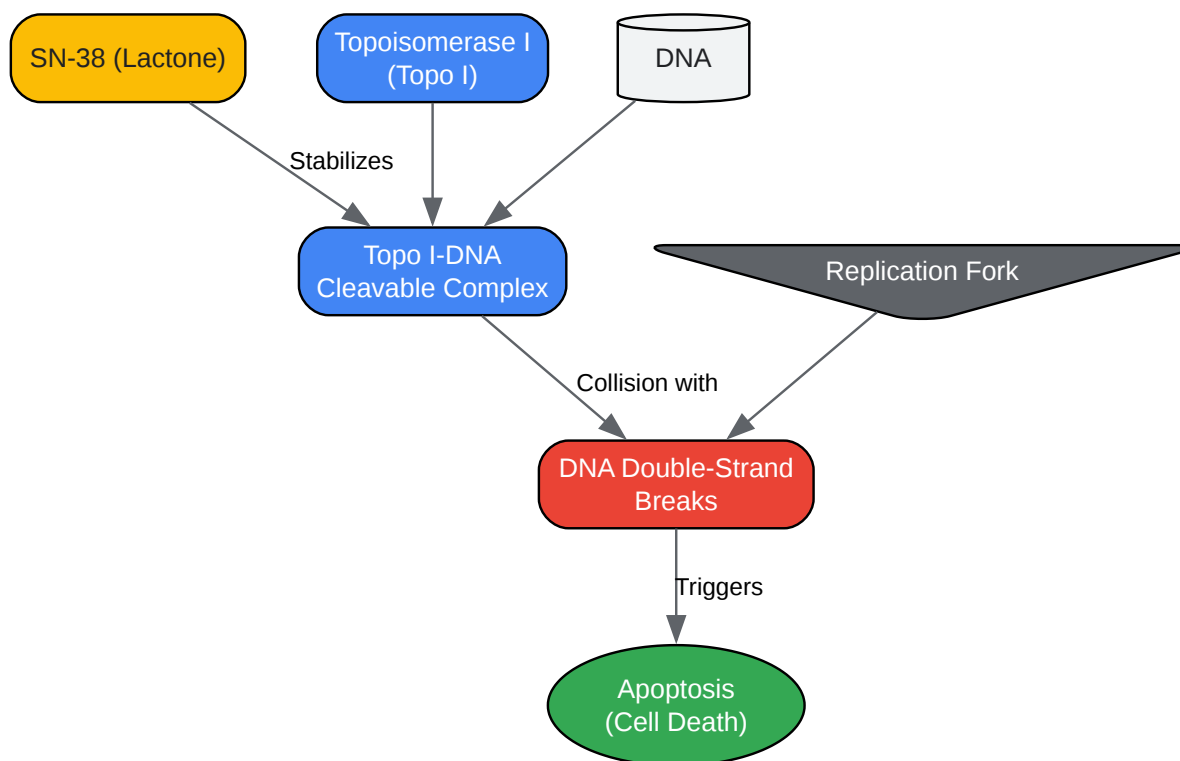 SN-38 (Lactone)
Topoisomerase I
(Topo I)
DNA
Stabilizes
Topo I-DNA
Cleavable Complex
Replication Fork
Collision with
DNA Double-Strand
Breaks
Triggers
Apoptosis
(Cell Death)